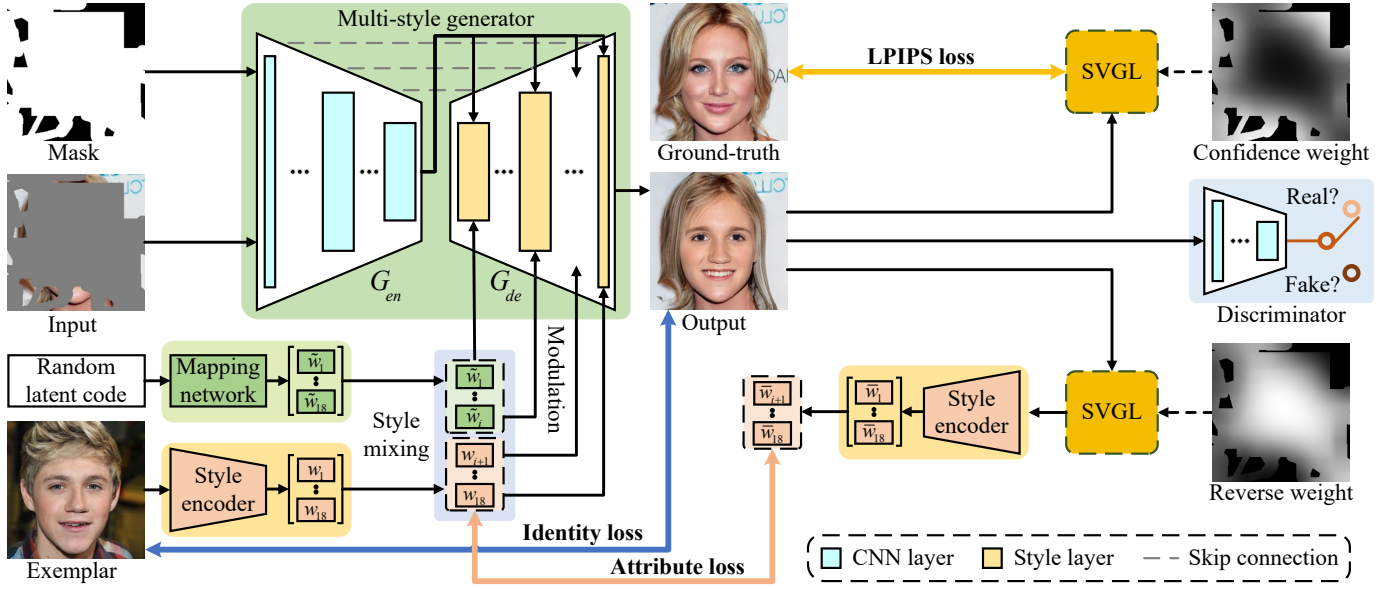 Multi-style generator
Mask
Input
...
...
G_en
...
...
G_de
Ground-truth
Output
LPIPS loss
SVGL
Confidence weight
Real?
...
Fake?
Discriminator
Random
latent code
Mapping
network
w̃_1
w̃_18
Style
mixing
w̃_1
w̃_i
Modulation
w_{i+1}
w_18
Exemplar
Style
encoder
w_1
w_18
Identity loss
Attribute loss
w̄_{i+1}
w̄_18
w̄_1
w̄_18
Style
encoder
SVGL
Reverse weight
CNN layer
Style layer
Skip connection